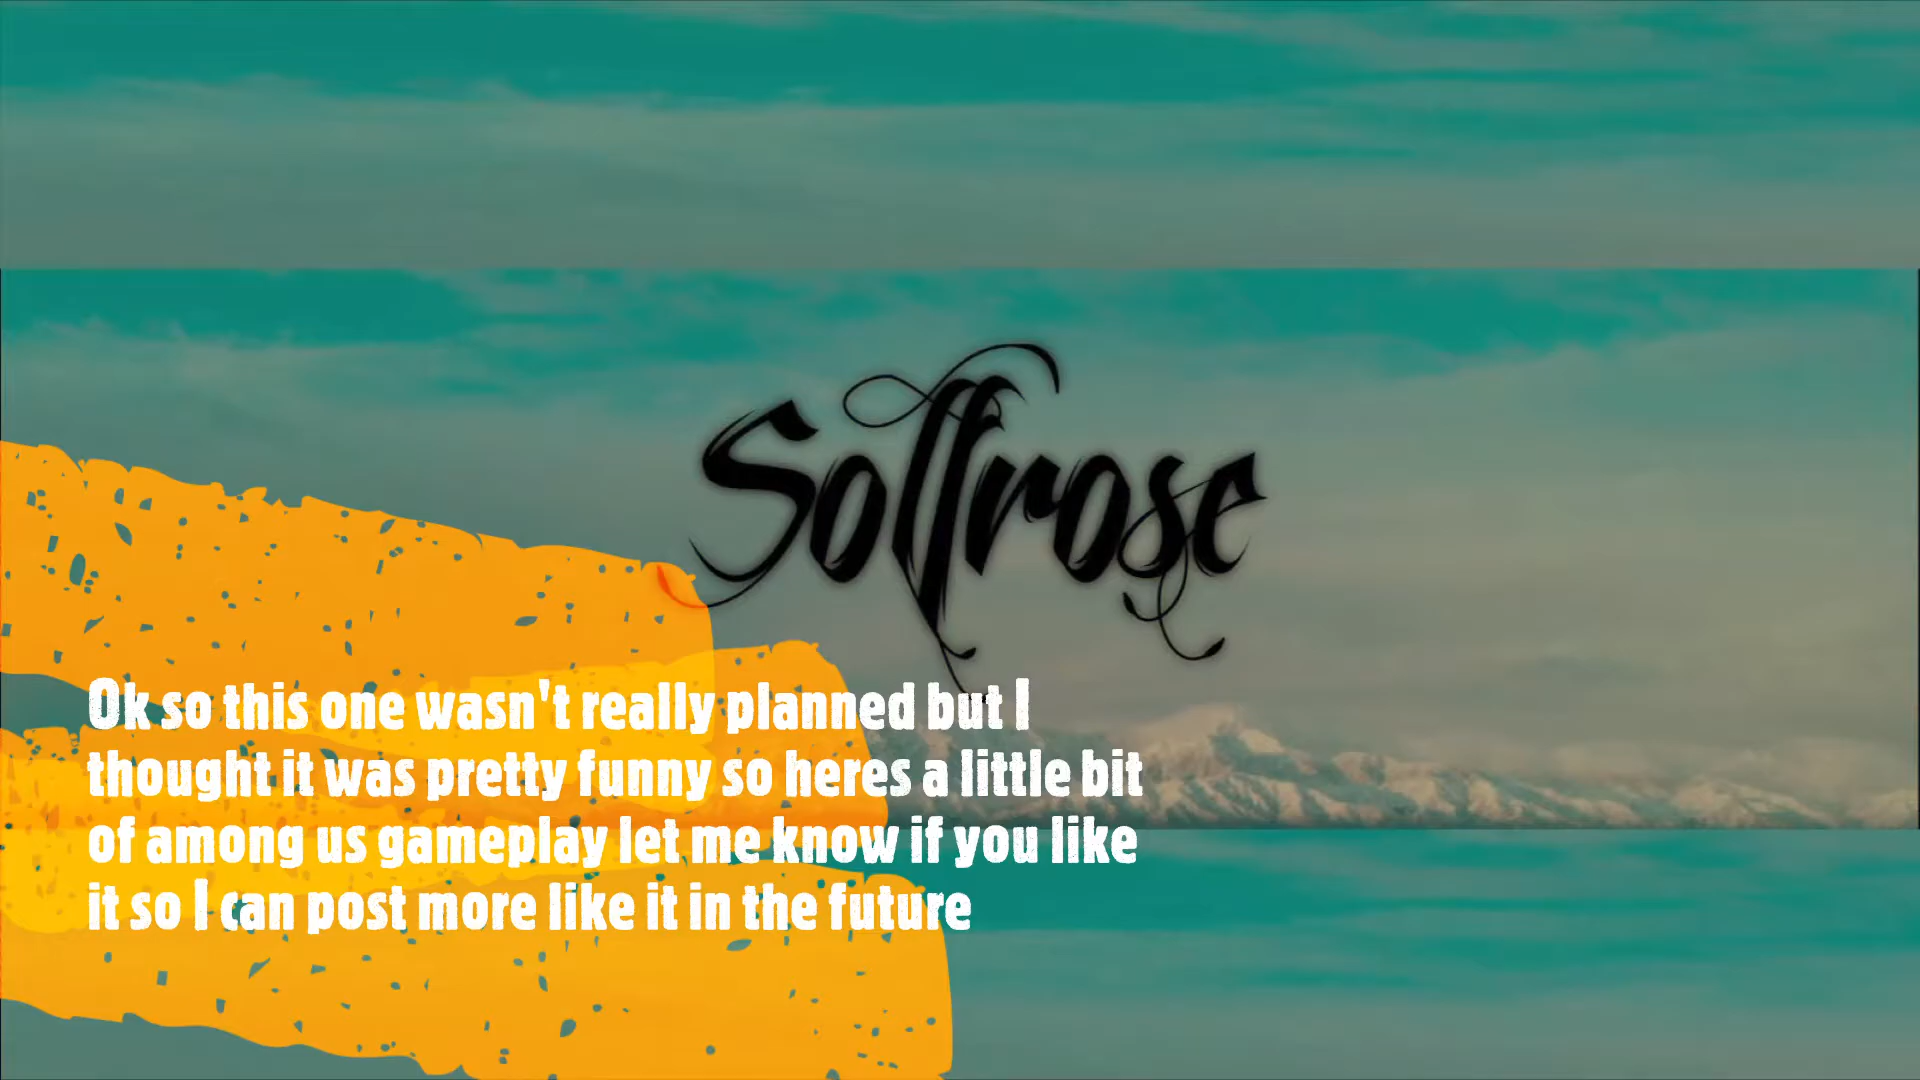 Soffrose
Ok so this one wasn't really planned but I
thought it was pretty funny so heres a little bit
of among us gameplay let me know if you like
it so I can post more like it in the future